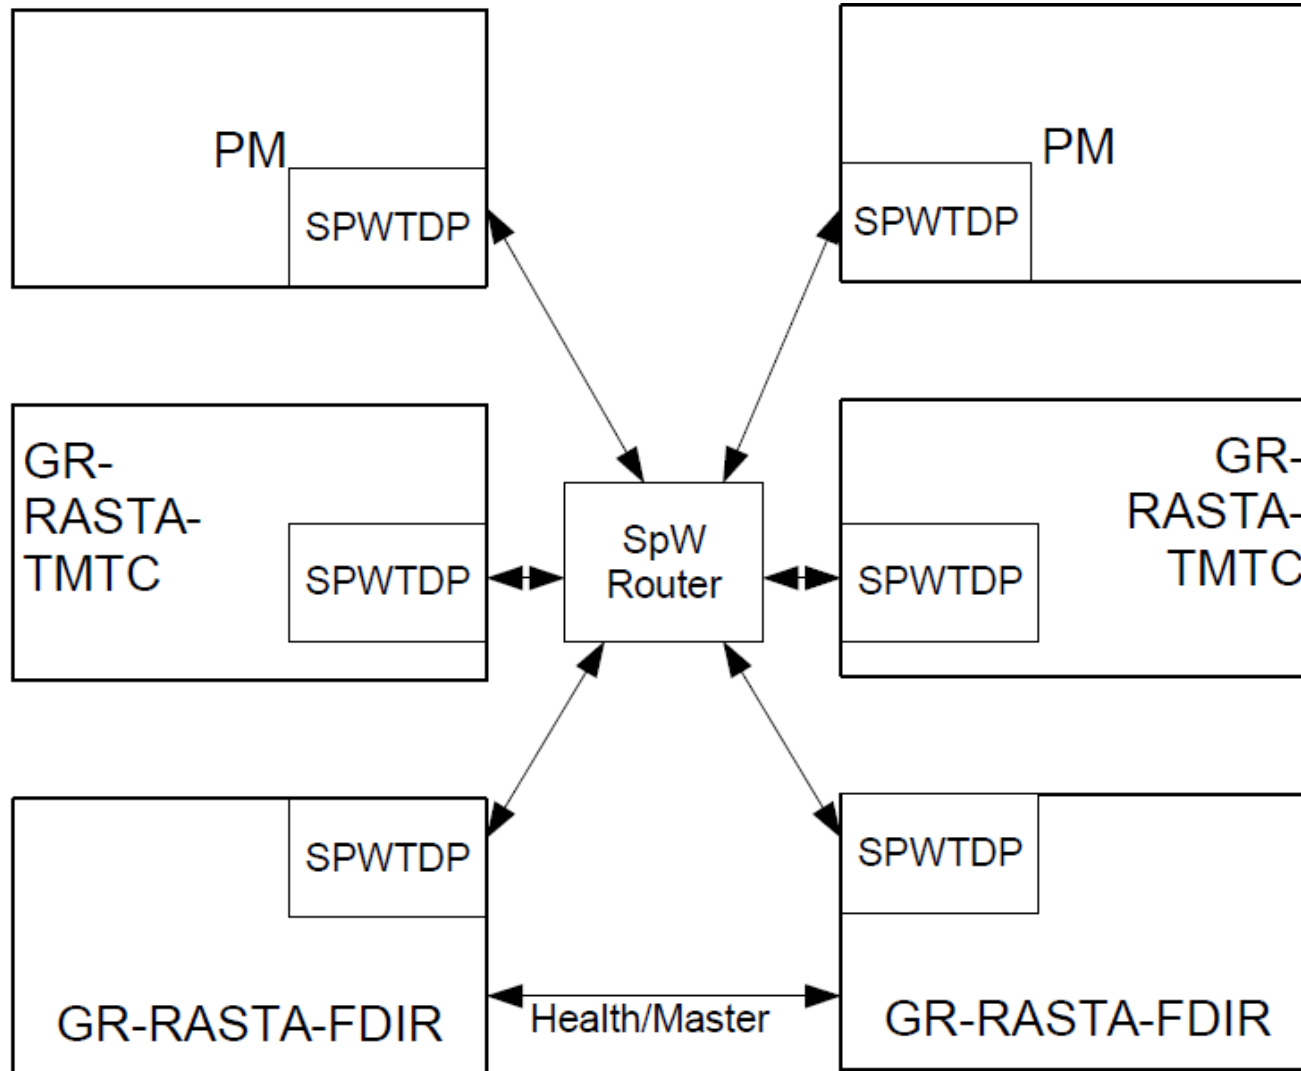 PM
SPWTDP
PM
SPWTDP
GR-
RASTA-
TMTC
SPWTDP
SpW
Router
GR-
RASTA-
TMTC
SPWTDP
SPWTDP
GR-RASTA-FDIR
Health/Master
SPWTDP
GR-RASTA-FDIR